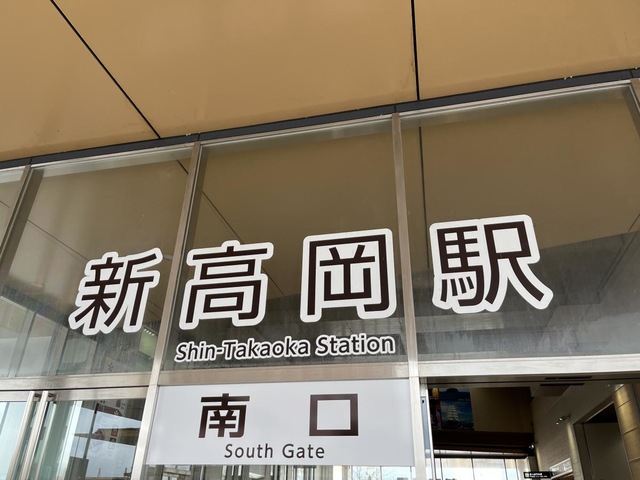 新高岡駅
Shin-Takaoka Station
南口
South Gate